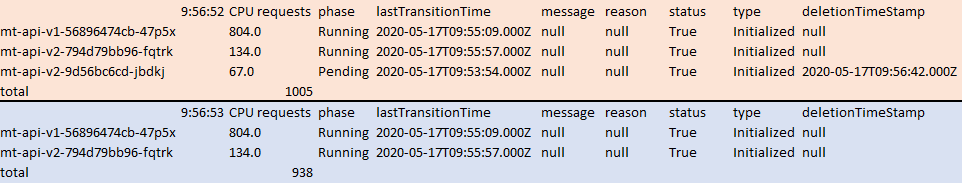 9:56:52 CPU requests phase lastTransitionTime message reason status type deletionTimeStamp
mt-api-v1-56896474cb-47p5x 804.0 Running 2020-05-17T09:55:09.000Z null null True Initialized null
mt-api-v2-794d79bb96-fqtrk 134.0 Running 2020-05-17T09:55:57.000Z null null True Initialized null
mt-api-v2-9d56bc6cd-jbdkj 67.0 Pending 2020-05-17T09:53:54.000Z null null True Initialized 2020-05-17T09:56:42.000Z
total 1005
9:56:53 CPU requests phase lastTransitionTime message reason status type deletionTimeStamp
mt-api-v1-56896474cb-47p5x 804.0 Running 2020-05-17T09:55:09.000Z null null True Initialized null
mt-api-v2-794d79bb96-fqtrk 134.0 Running 2020-05-17T09:55:57.000Z null null True Initialized null
total 938